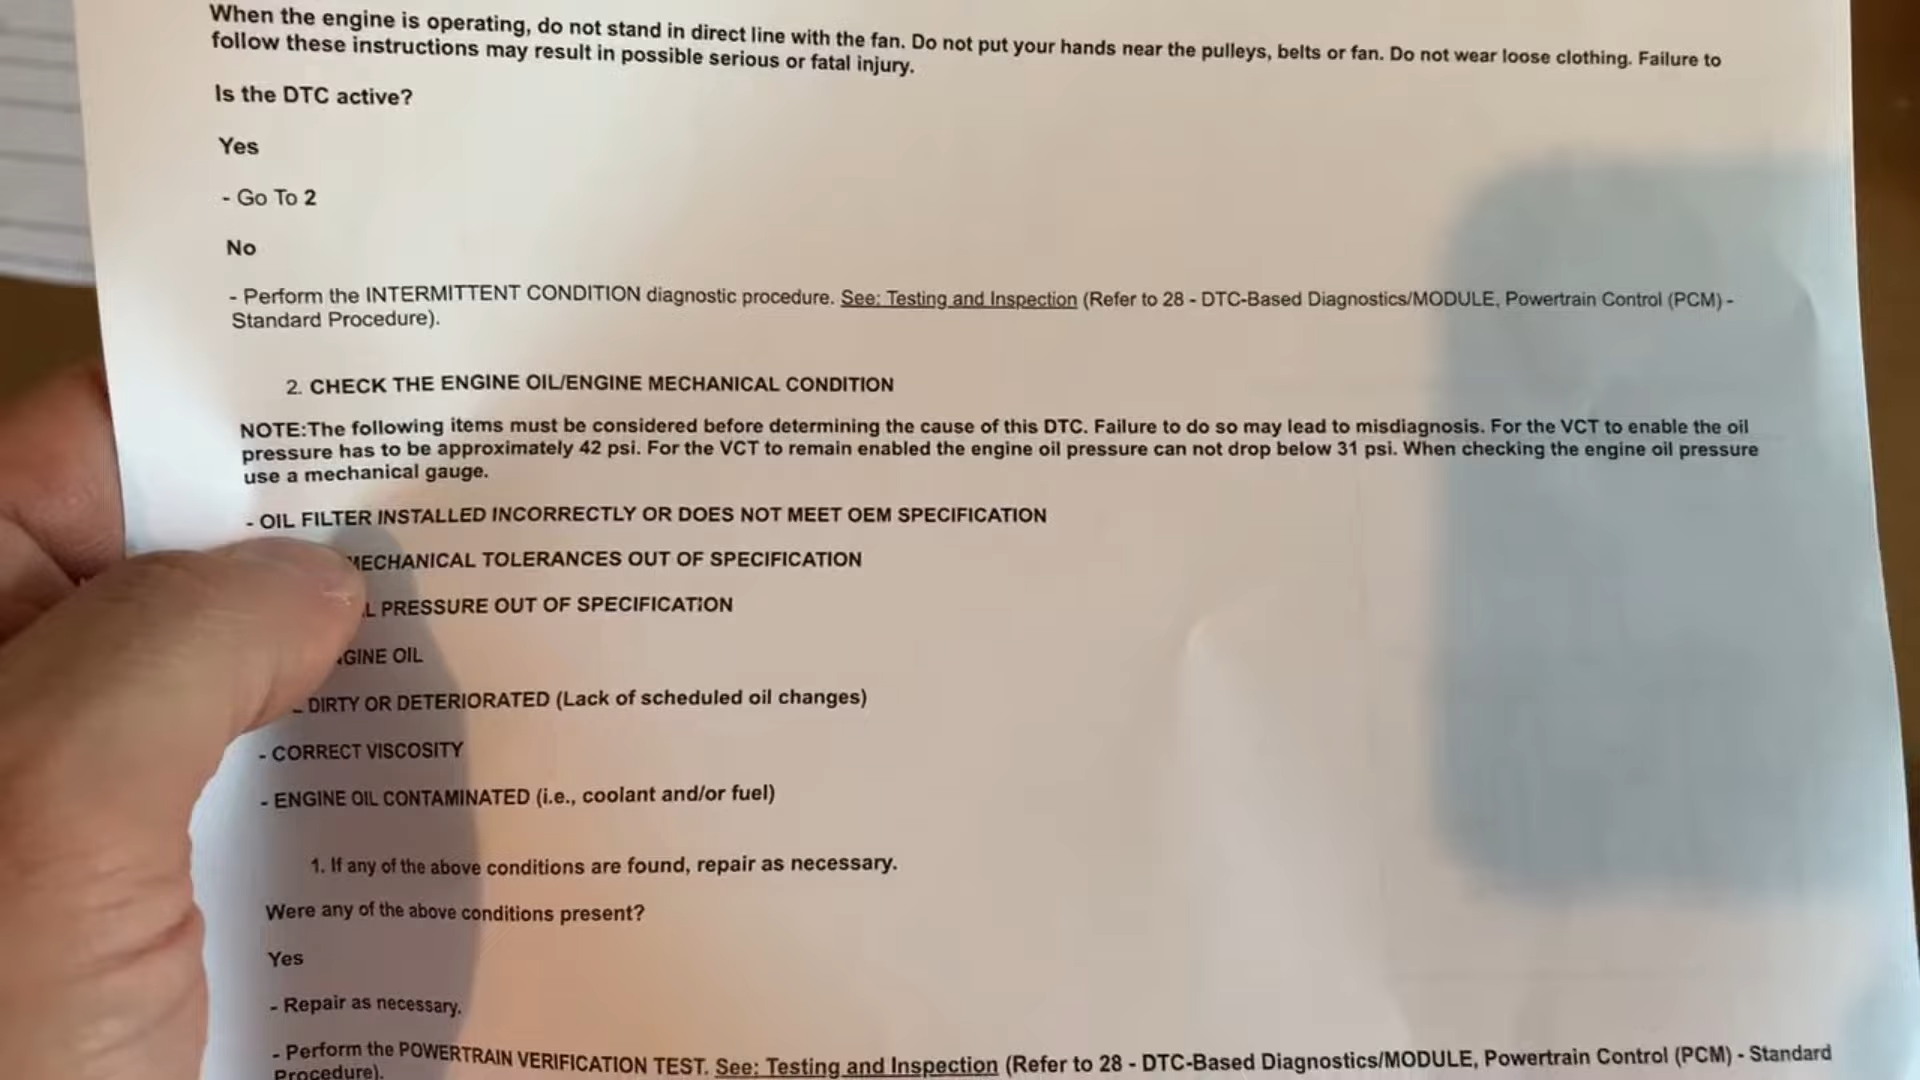 When the engine is operating, do not stand in direct line with the fan. Do not put your hands near the pulleys, belts or fan. Do not wear loose clothing. Failure to
follow these instructions may result in possible serious or fatal injury.
Is the DTC active?
Yes
- Go To 2
No
- Perform the INTERMITTENT CONDITION diagnostic procedure. See: Testing and Inspection (Refer to 28 - DTC-Based Diagnostics/MODULE, Powertrain Control (PCM) -
Standard Procedure).
2. CHECK THE ENGINE OIL/ENGINE MECHANICAL CONDITION
NOTE:The following items must be considered before determining the cause of this DTC. Failure to do so may lead to misdiagnosis. For the VCT to enable the oil
pressure has to be approximately 42 psi. For the VCT to remain enabled the engine oil pressure can not drop below 31 psi. When checking the engine oil pressure
use a mechanical gauge.
- OIL FILTER INSTALLED INCORRECTLY OR DOES NOT MEET OEM SPECIFICATION
MECHANICAL TOLERANCES OUT OF SPECIFICATION
L PRESSURE OUT OF SPECIFICATION
GINE OIL
DIRTY OR DETERIORATED (Lack of scheduled oil changes)
- CORRECT VISCOSITY
- ENGINE OIL CONTAMINATED (i.e., coolant and/or fuel)
1. If any of the above conditions are found, repair as necessary.
Were any of the above conditions present?
Yes
- Repair as necessary.
- Perform the POWERTRAIN VERIFICATION TEST. See: Testing and Inspection (Refer to 28 - DTC-Based Diagnostics/MODULE, Powertrain Control (PCM) - Standard
Procedure).